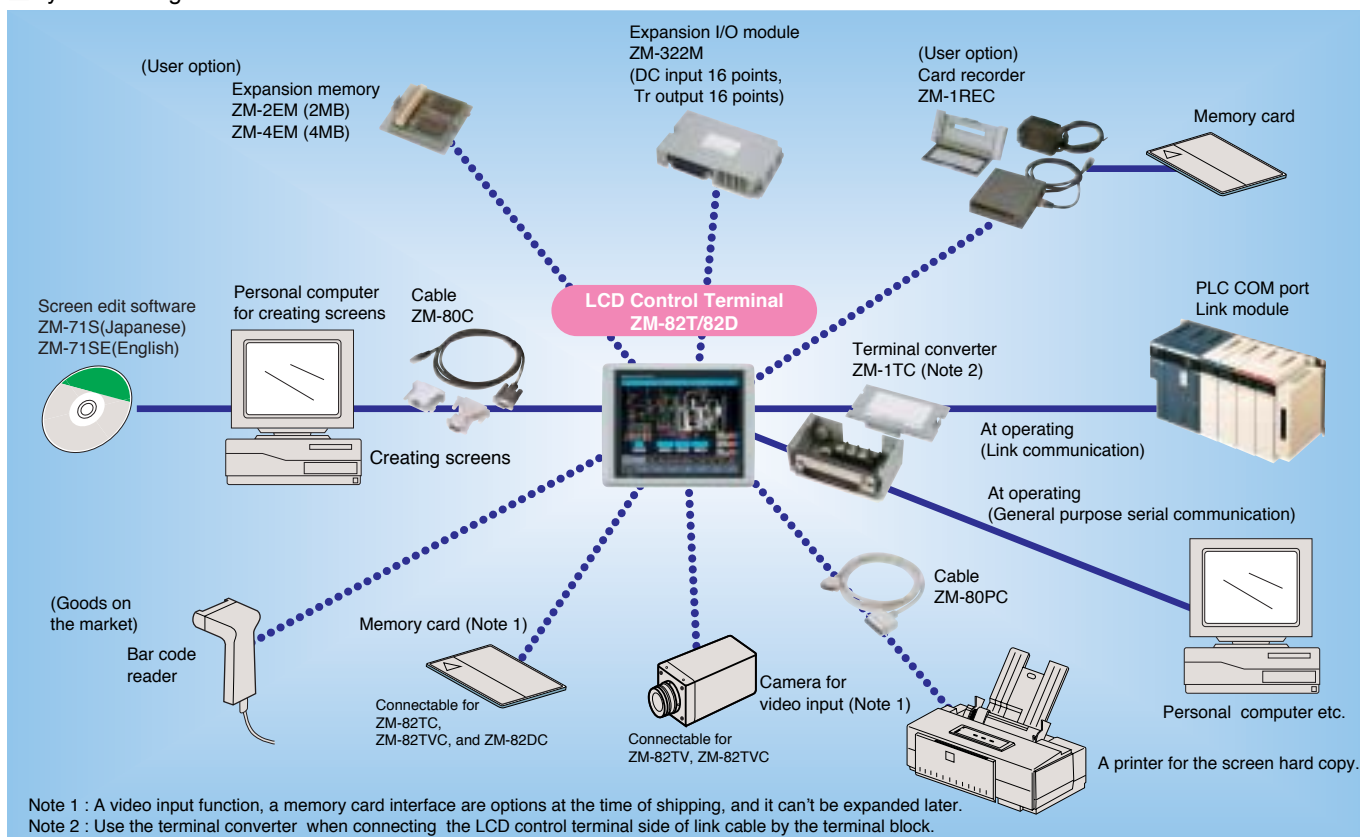 (User option)
Expansion memory
ZM-2EM (2MB)
ZM-4EM (4MB)
Expansion I/O module
ZM-322M
(DC input 16 points,
Tr output 16 points)
(User option)
Card recorder
ZM-1REC
Memory card
LCD Control Terminal
ZM-82T/82D
Screen edit software
ZM-71S(Japanese)
ZM-71SE(English)
Personal computer
for creating screens
Cable
ZM-80C
Creating screens
Terminal converter
ZM-1TC (Note 2)
PLC COM port
Link module
At operating
(Link communication)
At operating
(General purpose serial communication)
(Goods on
the market)
Bar code
reader
Memory card (Note 1)
Connectable for
ZM-82TC,
ZM-82TVC, and ZM-82DC
Camera for
video input (Note 1)
Connectable for
ZM-82TV, ZM-82TVC
Cable
ZM-80PC
Personal computer etc.
A printer for the screen hard copy.
Note 1 : A video input function, a memory card interface are options at the time of shipping, and it can't be expanded later.
Note 2 : Use the terminal converter when connecting the LCD control terminal side of link cable by the terminal block.